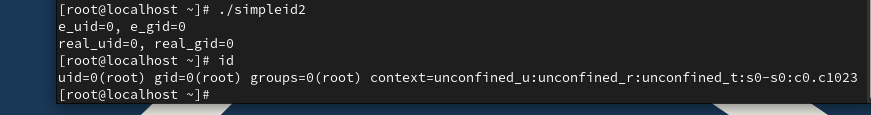 [root@localhost ~]# ./simpleid2
e_uid=0, e_gid=0
real_uid=0, real_gid=0
[root@localhost ~]# id
uid=0(root) gid=0(root) groups=0(root) context=unconfined_u:unconfined_r:unconfined_t:s0-s0:c0.c1023
[root@localhost ~]#